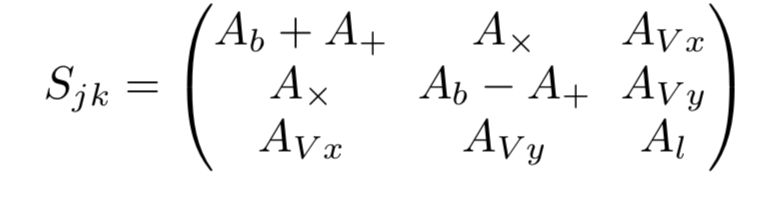 S_{jk} = \begin{pmatrix} A_b + A_+ & A_\times & A_{Vx} \\ A_\times & A_b - A_+ & A_{Vy} \\ A_{Vx} & A_{Vy} & A_l \end{pmatrix}